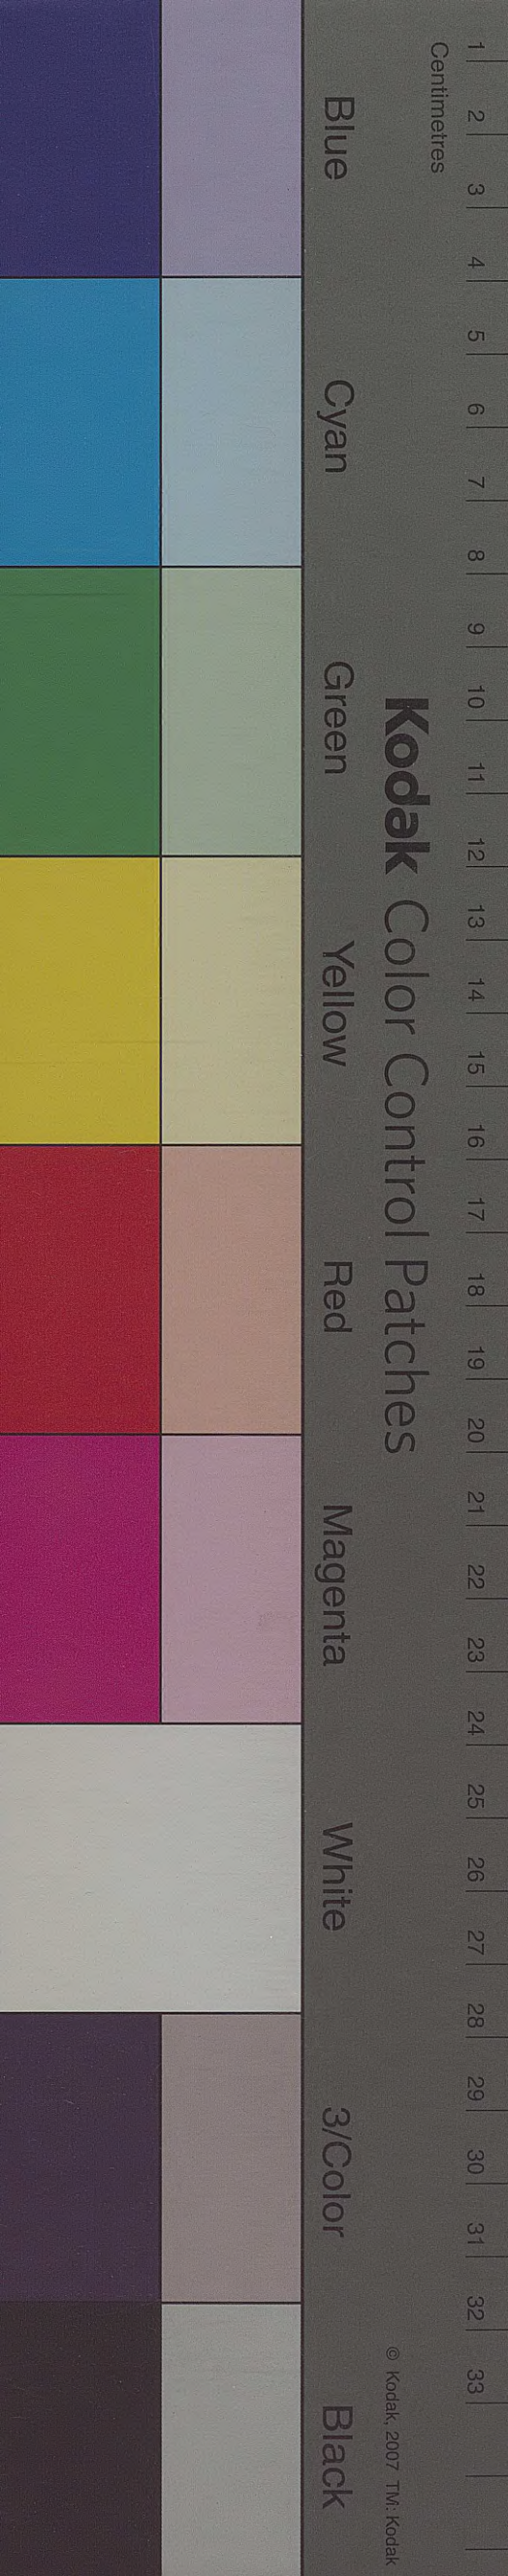 Centimetres
1 2 3 4 5 6 7 8 9 10 11 12 13 14 15 16 17 18 19 20 21 22 23 24 25 26 27 28 29 30 31 32 33
Kodak Color Control Patches
© Kodak, 2007 TM: Kodak
Blue Cyan Green Yellow Red Magenta White 3/Color Black